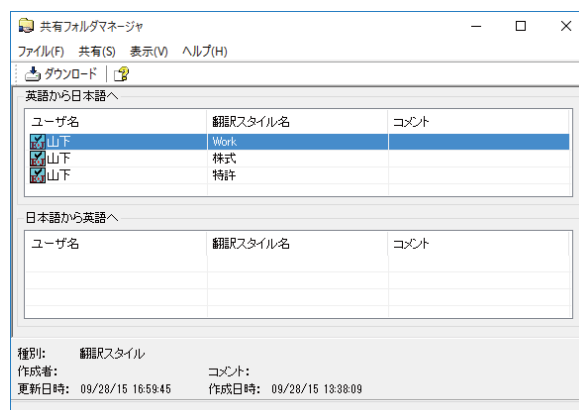 共有フォルダマネージャ
ファイル(F) 共有(S) 表示(V) ヘルプ(H)
ダウンロード
英語から日本語へ
ユーザ名 翻訳スタイル名 コメント
山下 Work
山下 株式
山下 特許
日本語から英語へ
ユーザ名 翻訳スタイル名 コメント
種別: 翻訳スタイル
作成者: コメント:
更新日時: 09/28/15 16:59:45 作成日時: 09/28/15 13:38:09